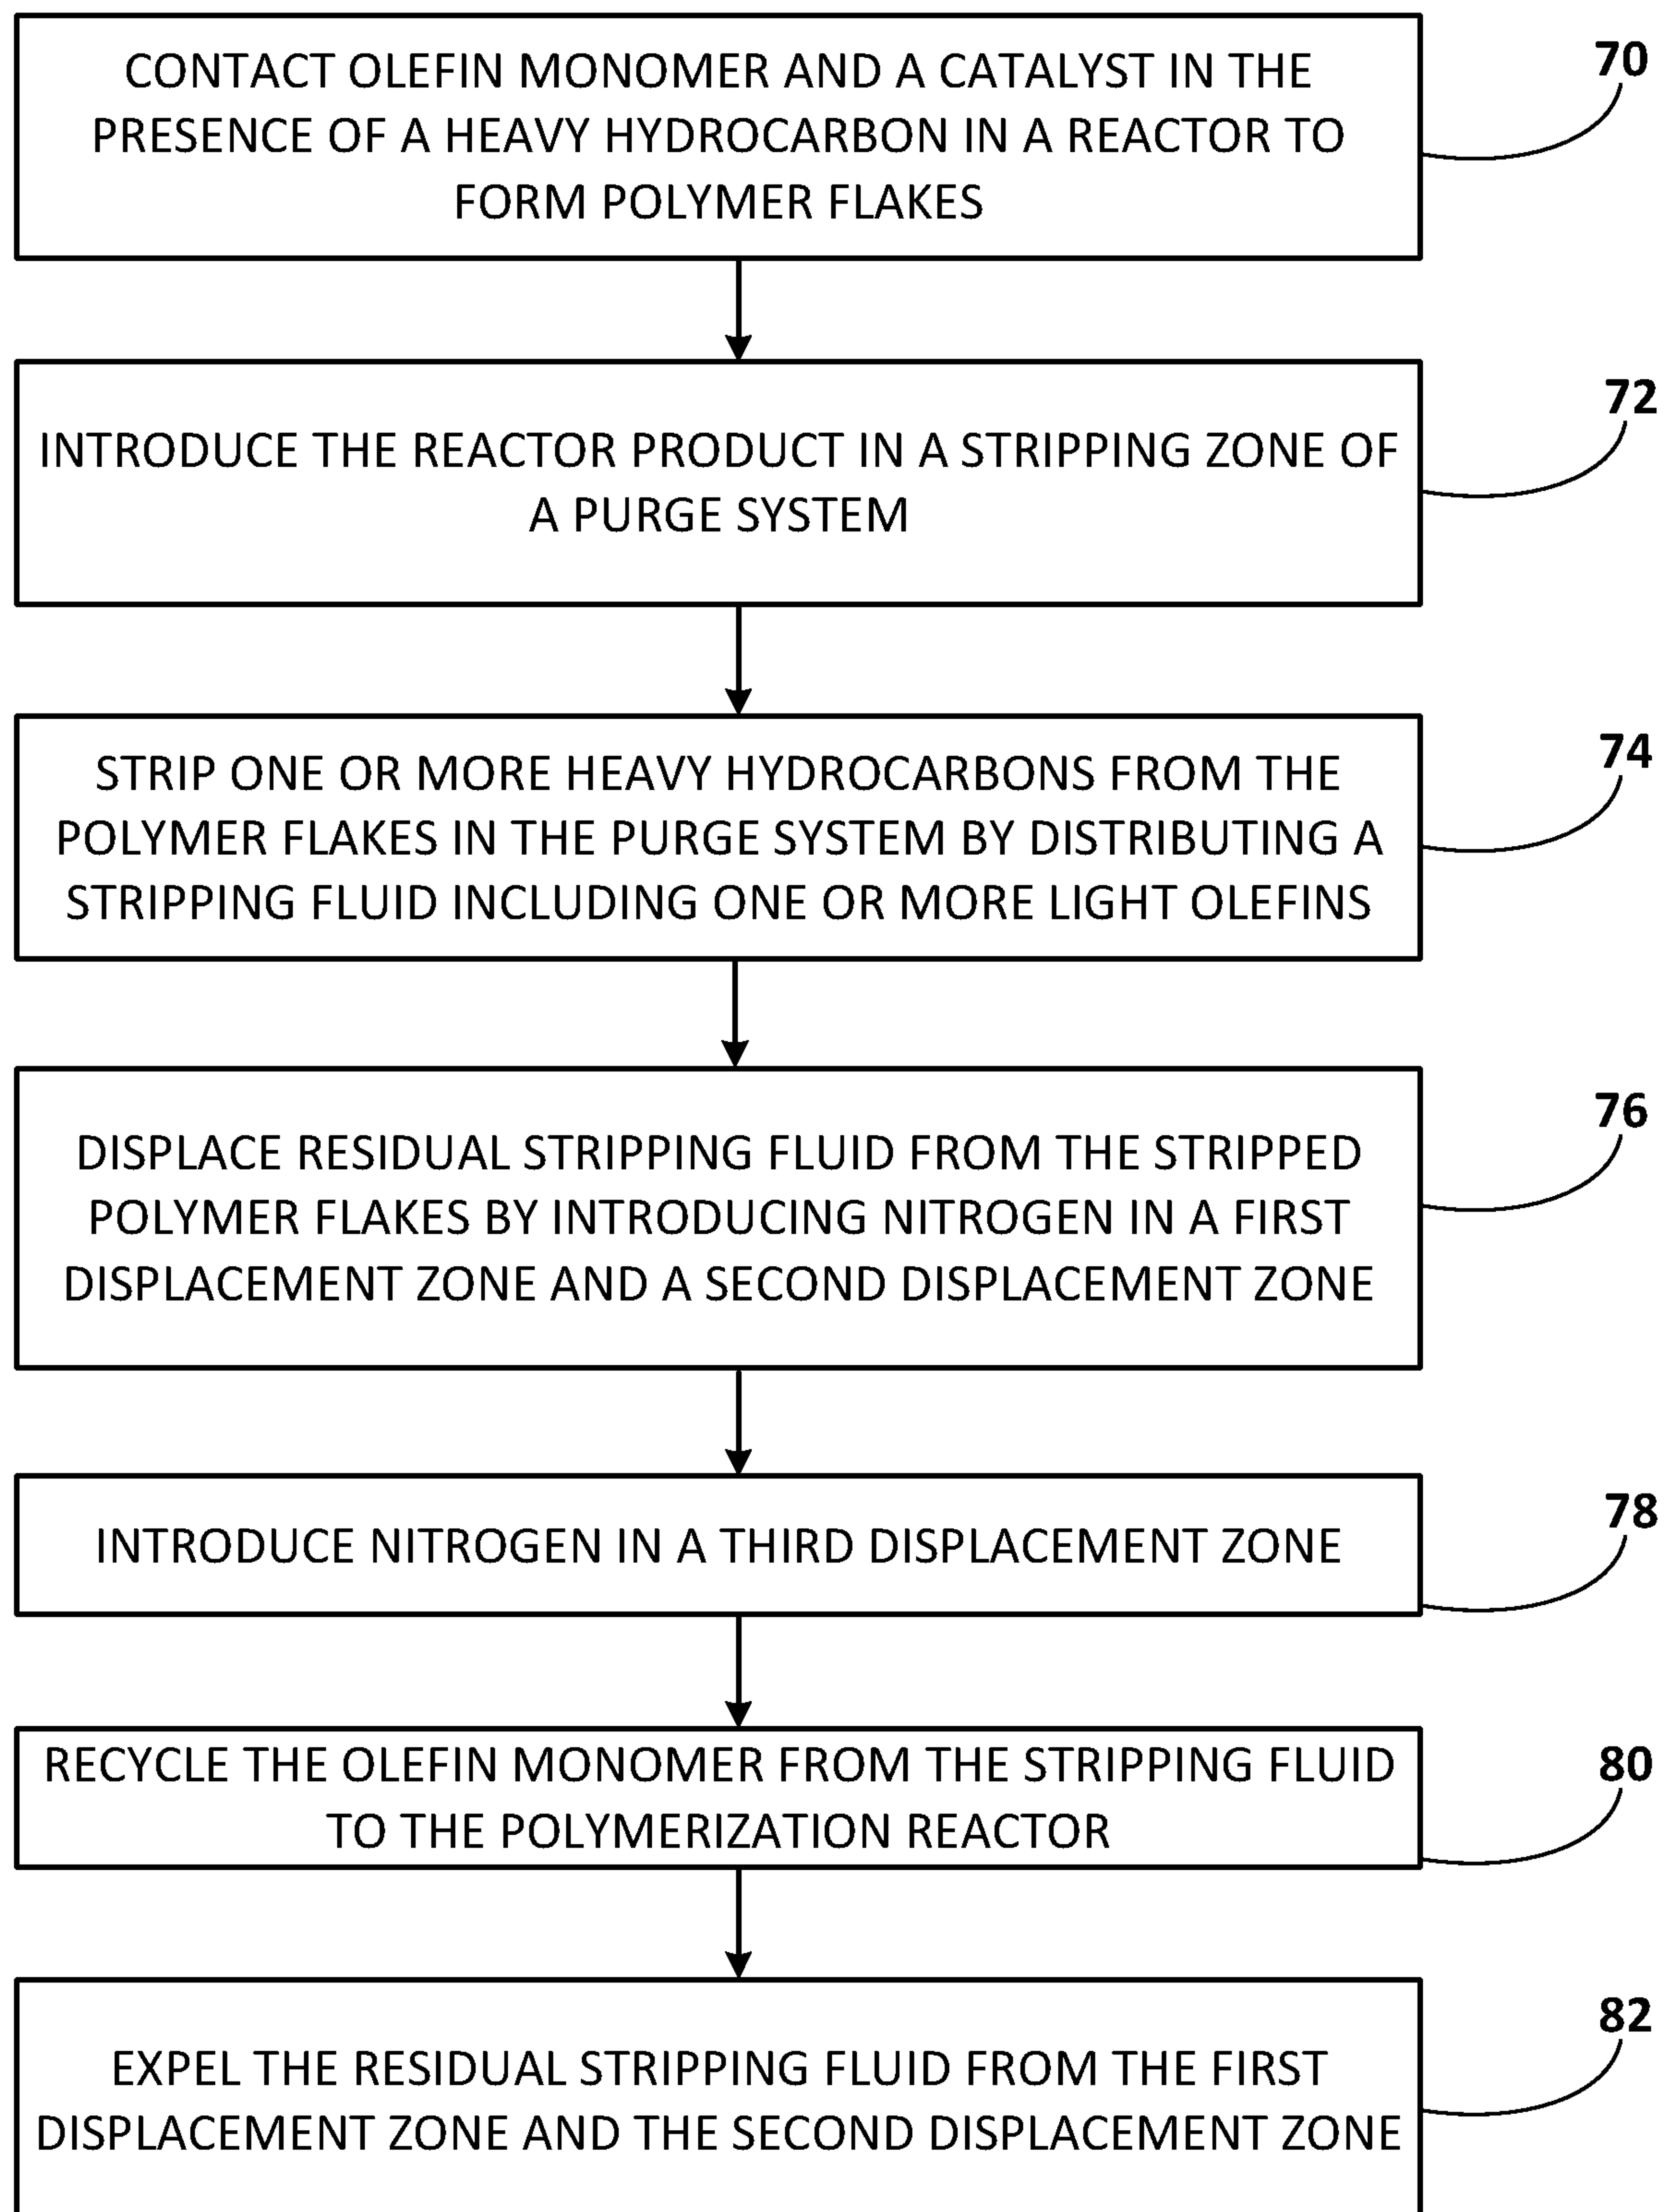 CONTACT OLEFIN MONOMER AND A CATALYST IN THE
PRESENCE OF A HEAVY HYDROCARBON IN A REACTOR TO
FORM POLYMER FLAKES
70
INTRODUCE THE REACTOR PRODUCT IN A STRIPPING ZONE OF
A PURGE SYSTEM
72
STRIP ONE OR MORE HEAVY HYDROCARBONS FROM THE
POLYMER FLAKES IN THE PURGE SYSTEM BY DISTRIBUTING A
STRIPPING FLUID INCLUDING ONE OR MORE LIGHT OLEFINS
74
DISPLACE RESIDUAL STRIPPING FLUID FROM THE STRIPPED
POLYMER FLAKES BY INTRODUCING NITROGEN IN A FIRST
DISPLACEMENT ZONE AND A SECOND DISPLACEMENT ZONE
76
INTRODUCE NITROGEN IN A THIRD DISPLACEMENT ZONE
78
RECYCLE THE OLEFIN MONOMER FROM THE STRIPPING FLUID
TO THE POLYMERIZATION REACTOR
80
EXPEL THE RESIDUAL STRIPPING FLUID FROM THE FIRST
DISPLACEMENT ZONE AND THE SECOND DISPLACEMENT ZONE
82